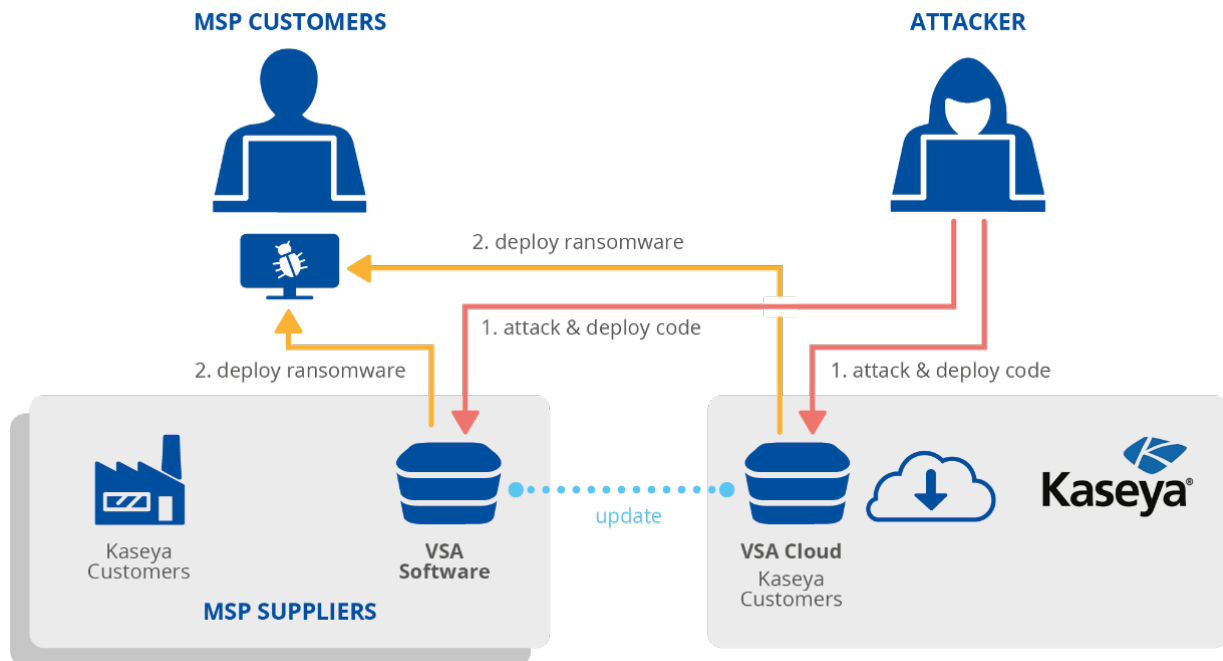 MSP CUSTOMERS
ATTACKER
2. deploy ransomware
1. attack & deploy code
2. deploy ransomware
1. attack & deploy code
Kaseya®
update
Kaseya
Customers
VSA
Software
VSA Cloud
Kaseya
Customers
MSP SUPPLIERS